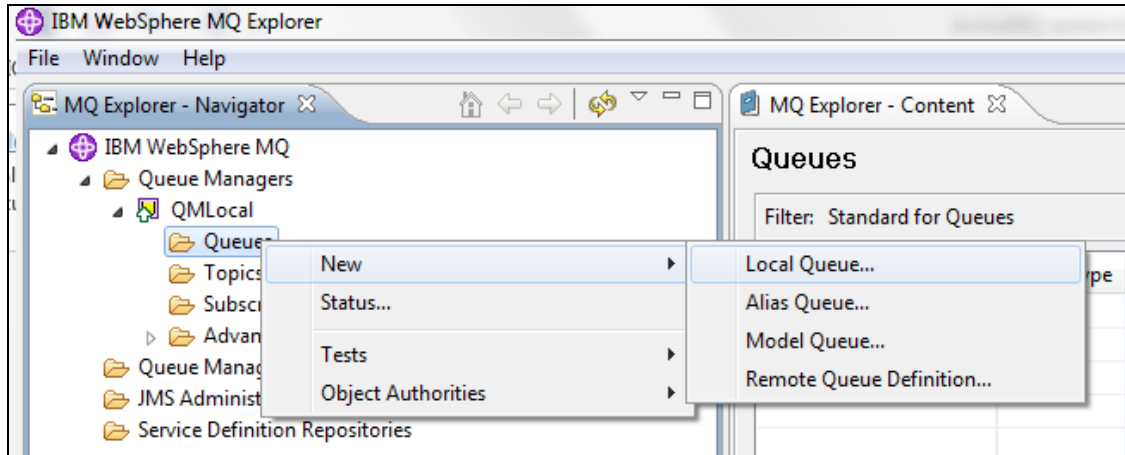 IBM WebSphere MQ Explorer
File Window Help
MQ Explorer - Navigator
MQ Explorer - Content
IBM WebSphere MQ
Queue Managers
QMLocal
Queues
Topics
Subscr
Advan
Queue Manag
JMS Administ
Service Definition Repositories
New
Status...
Tests
Object Authorities
Local Queue...
Alias Queue...
Model Queue...
Remote Queue Definition...
Queues
Filter: Standard for Queues
ype